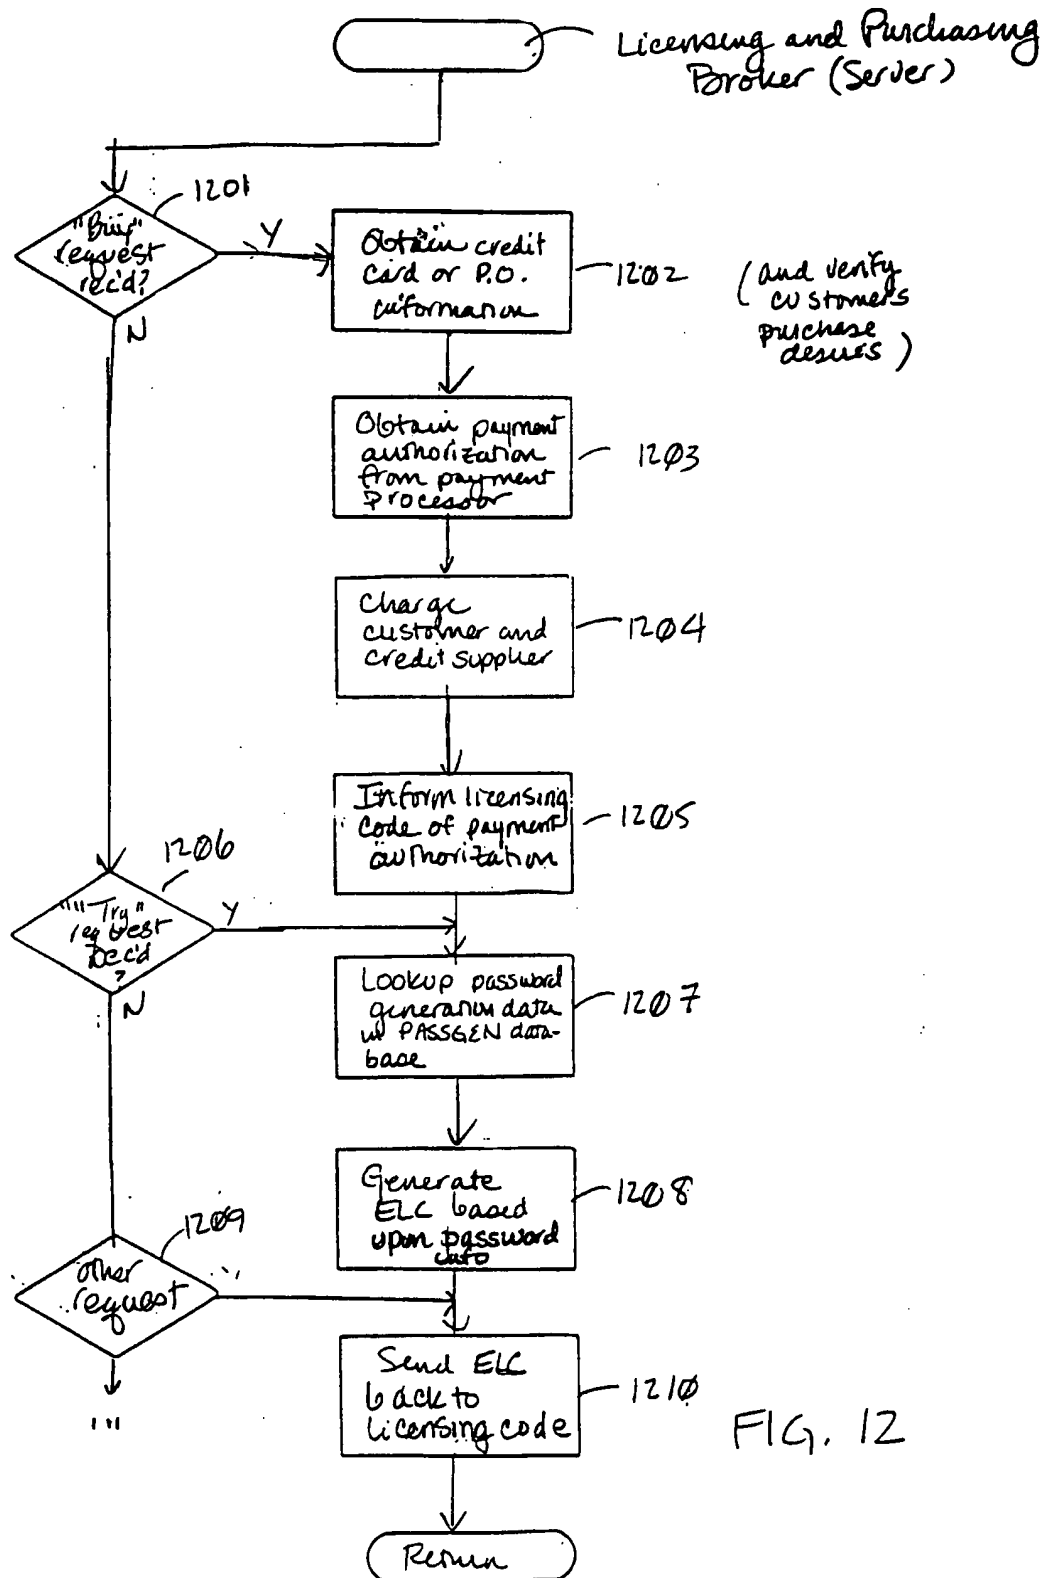 Licensing and Purchasing
Broker (Server)
1201
"Buy"
request
rec'd?
Y
N
Obtain credit
Card or P.O.
information
1202
(and verify
customers
purchase
desires)
Obtain payment
authorization
from payment
Processor
1203
Charge
customer and
credit supplier
1204
Inform licensing
Code of payment
authorization
1205
1206
"Try"
request
Rec'd
?
Y
N
Lookup password
generation data
in PASSGEN data-
base
1207
Generate
ELC based
upon password
info
1208
1209
other
request
Send ELC
back to
licensing code
1210
FIG. 12
Return